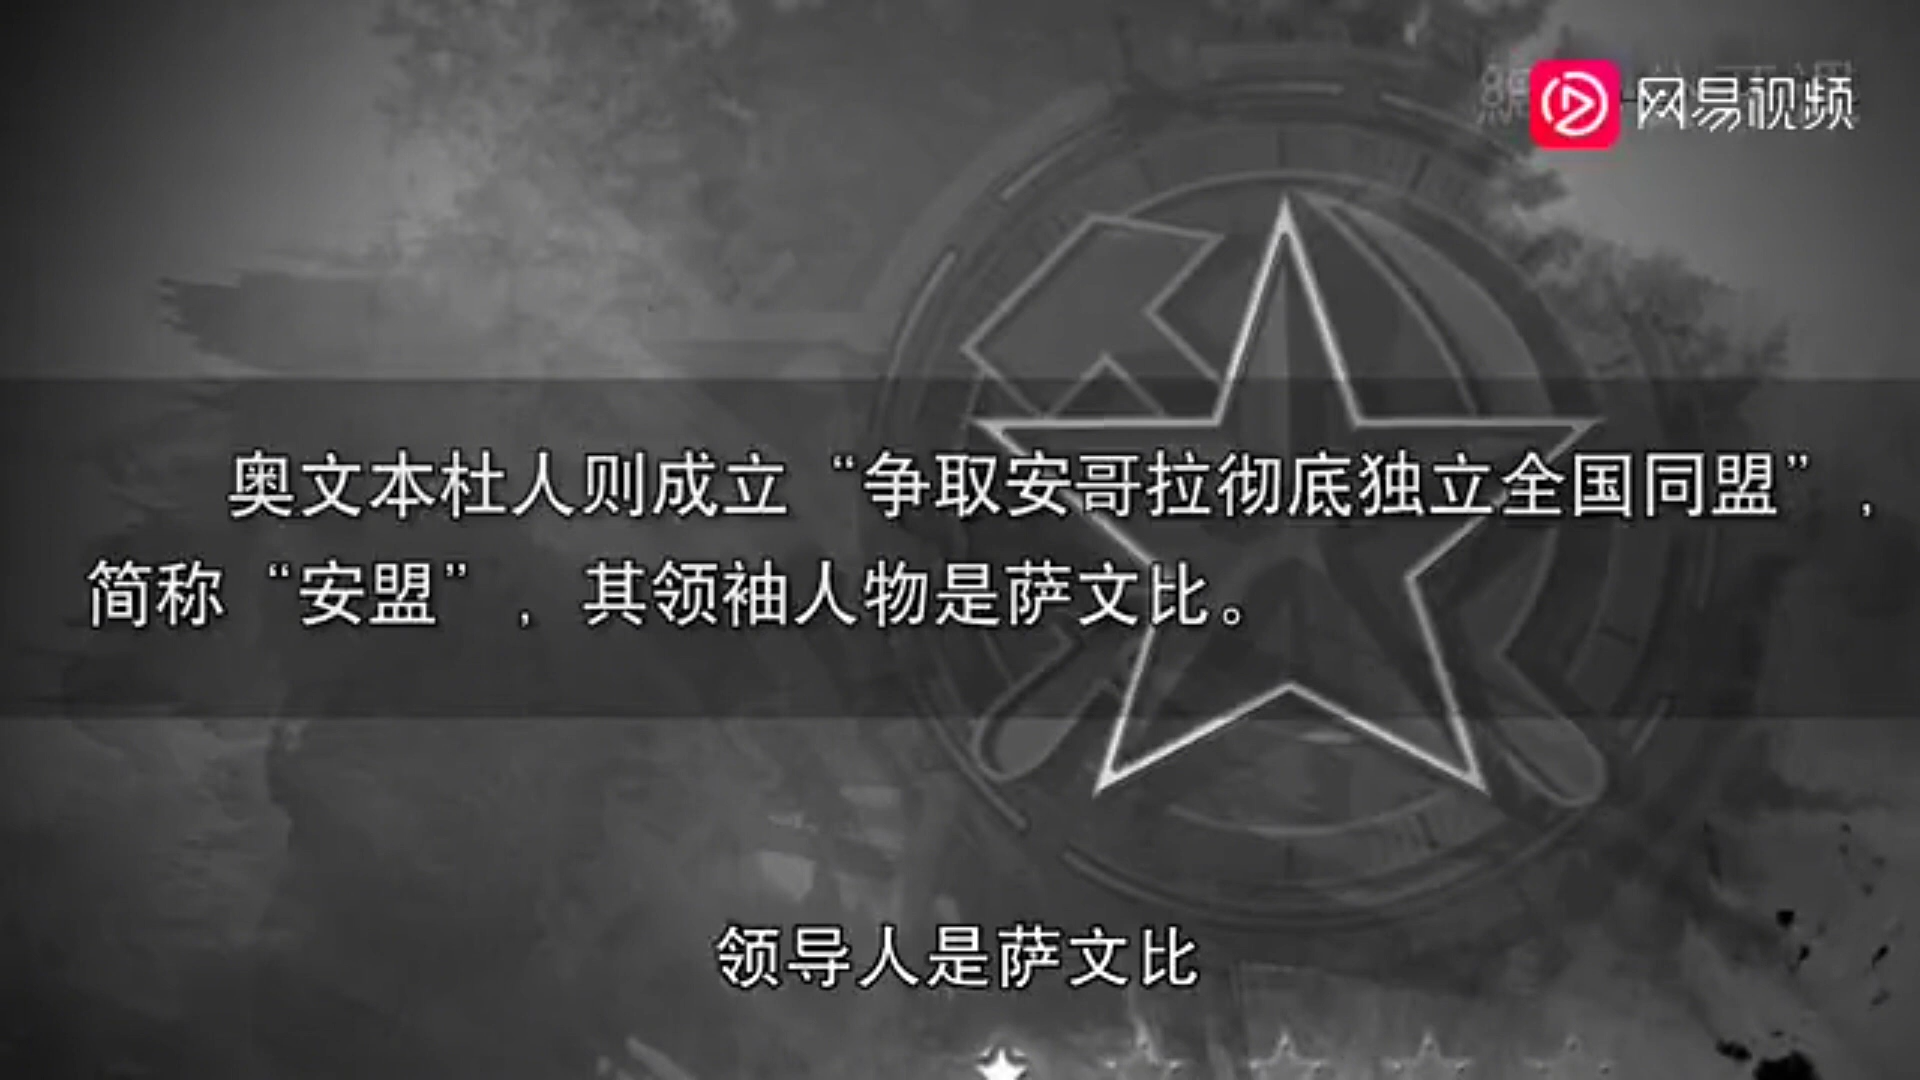 网易视频
奥文本杜人则成立“争取安哥拉彻底独立全国同盟”,
简称“安盟”, 其领袖人物是萨文比。
领导人是萨文比